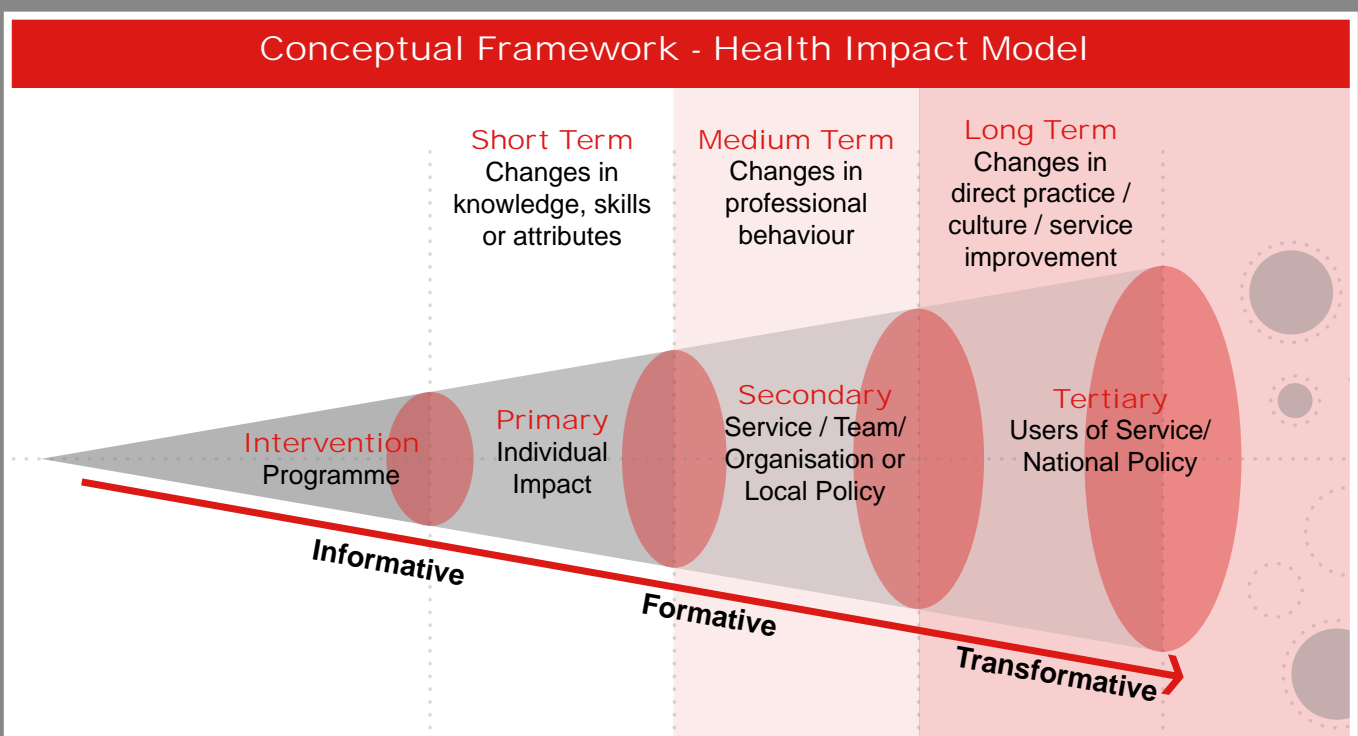 Conceptual Framework - Health Impact Model
Short Term
Changes in
knowledge, skills
or attributes
Medium Term
Changes in
professional
behaviour
Long Term
Changes in
direct practice /
culture / service
improvement
Intervention
Programme
Primary
Individual
Impact
Secondary
Service / Team/
Organisation or
Local Policy
Tertiary
Users of Service/
National Policy
Informative
Formative
Transformative